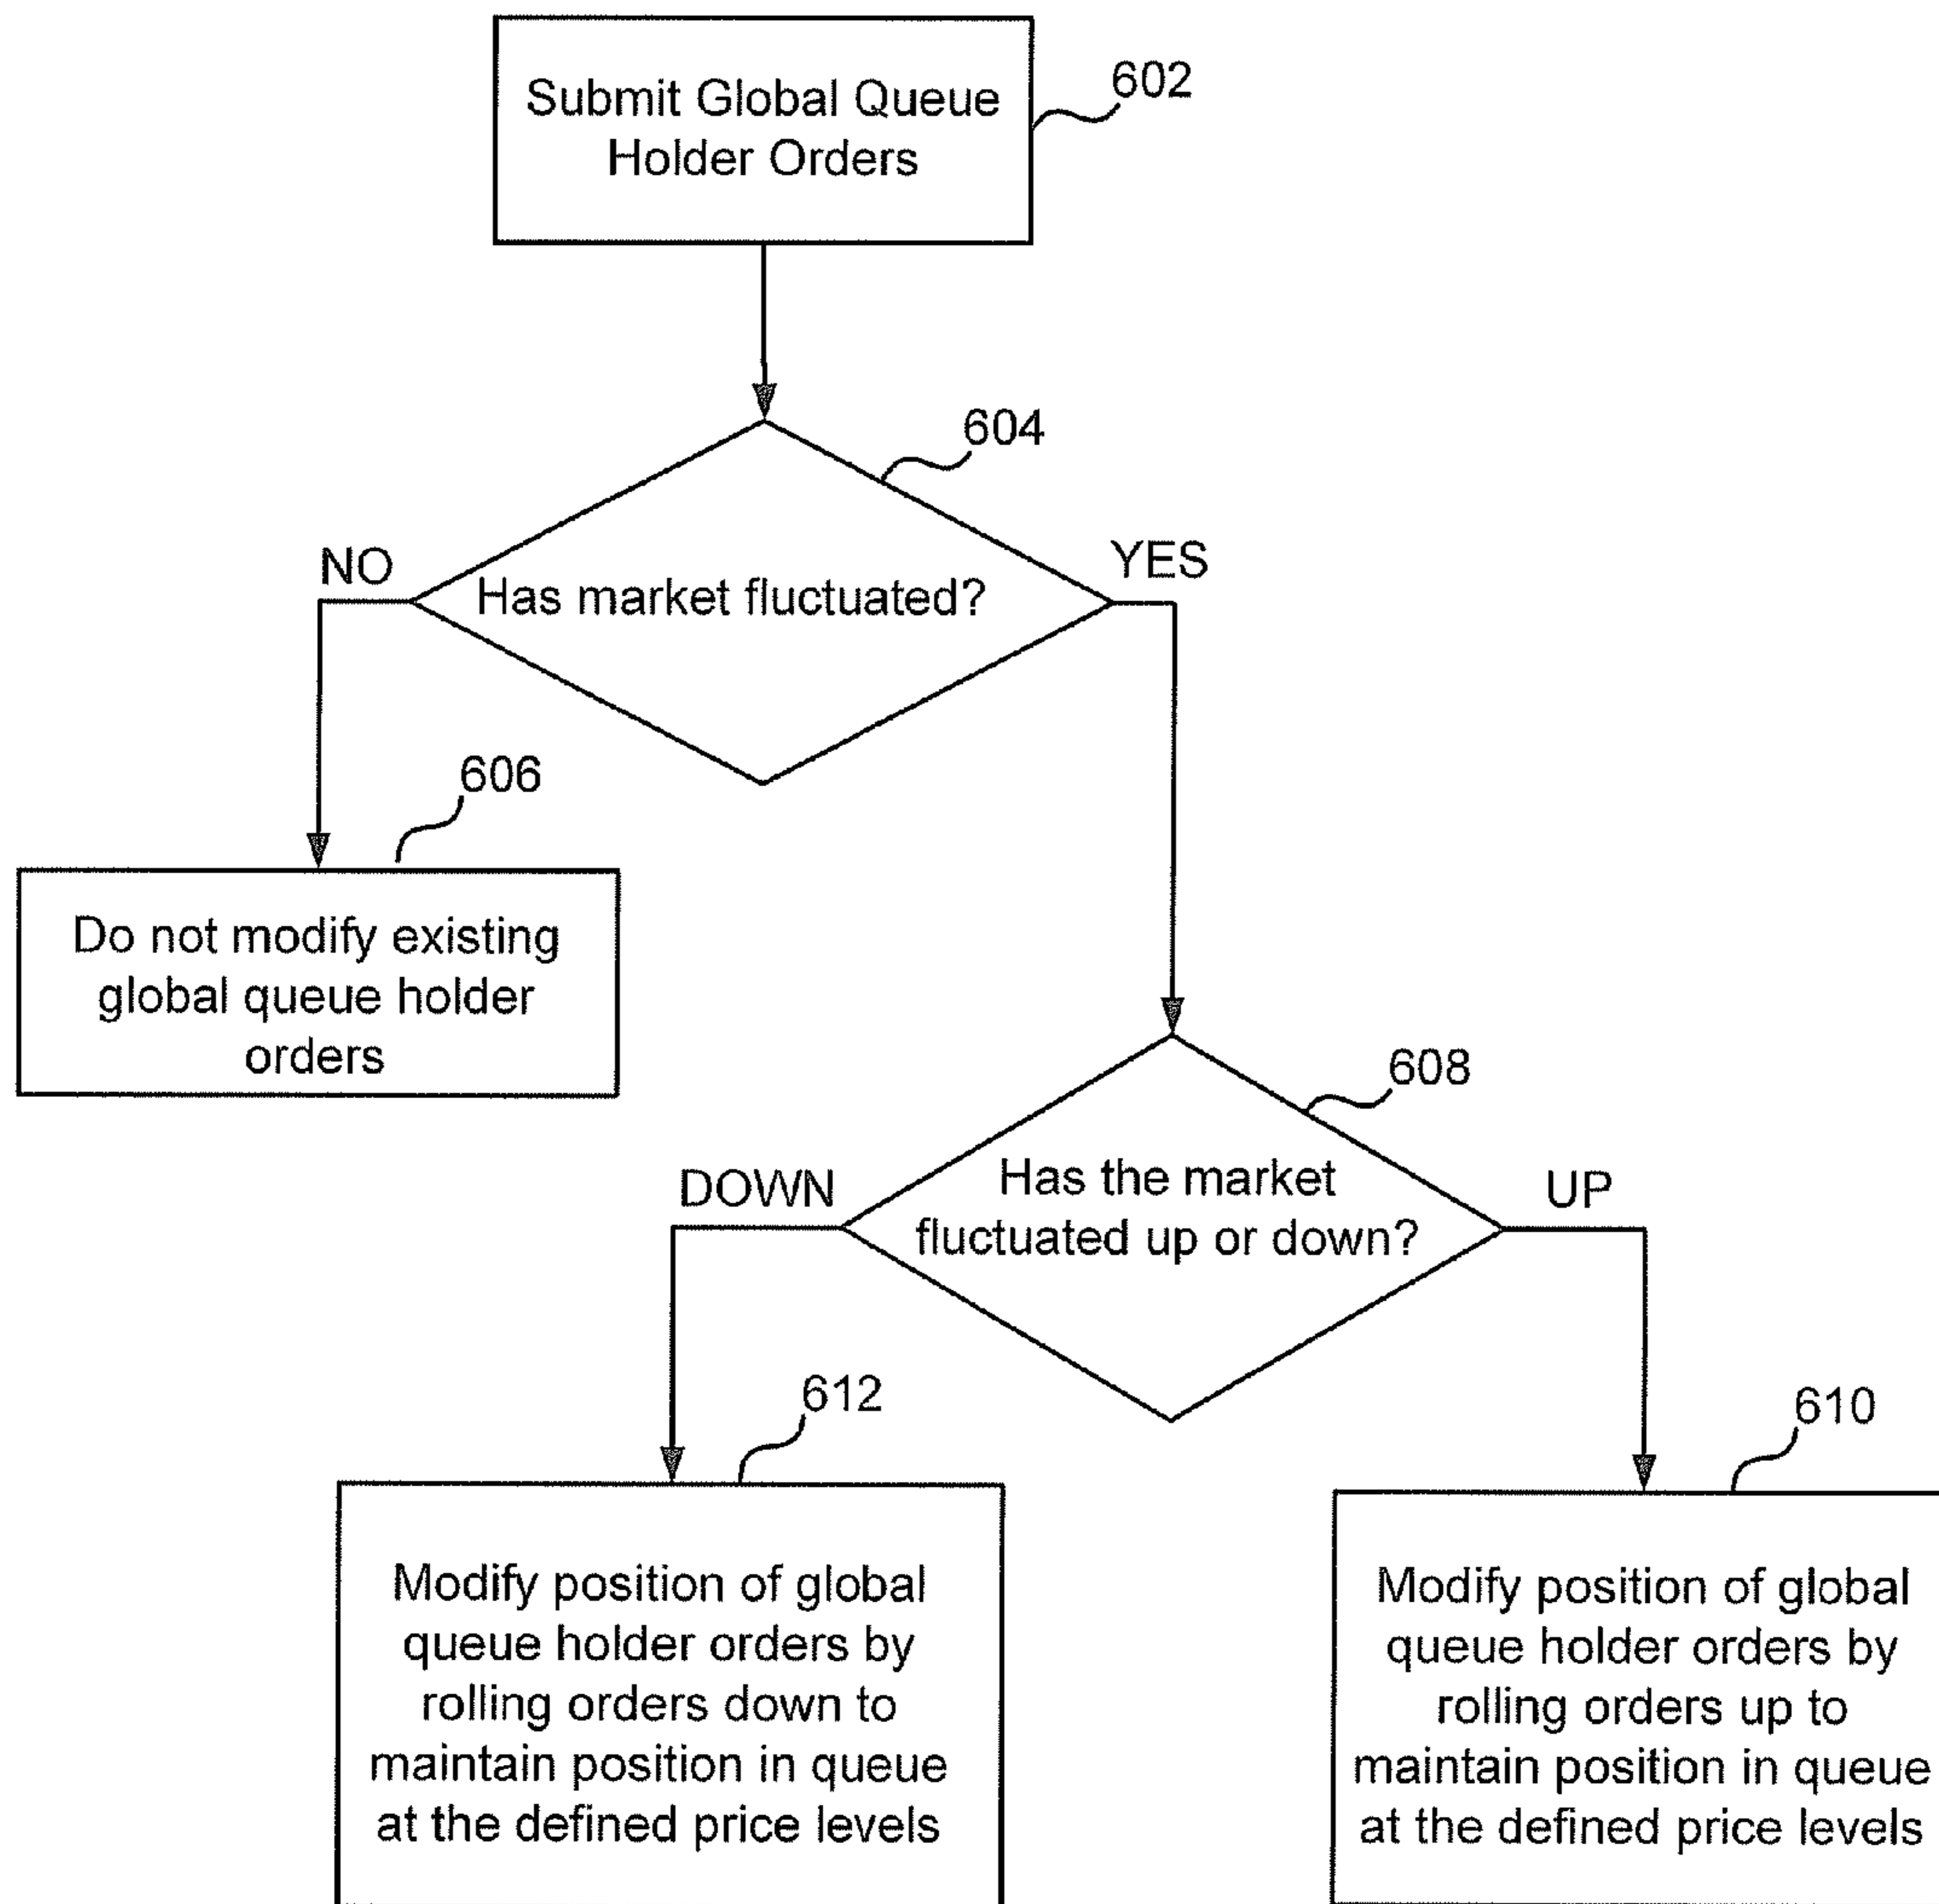 Submit Global Queue
Holder Orders
602
604
NO
YES
Has market fluctuated?
606
Do not modify existing
global queue holder
orders
608
DOWN
Has the market
fluctuated up or down?
UP
612
610
Modify position of global
queue holder orders by
rolling orders down to
maintain position in queue
at the defined price levels
Modify position of global
queue holder orders by
rolling orders up to
maintain position in queue
at the defined price levels